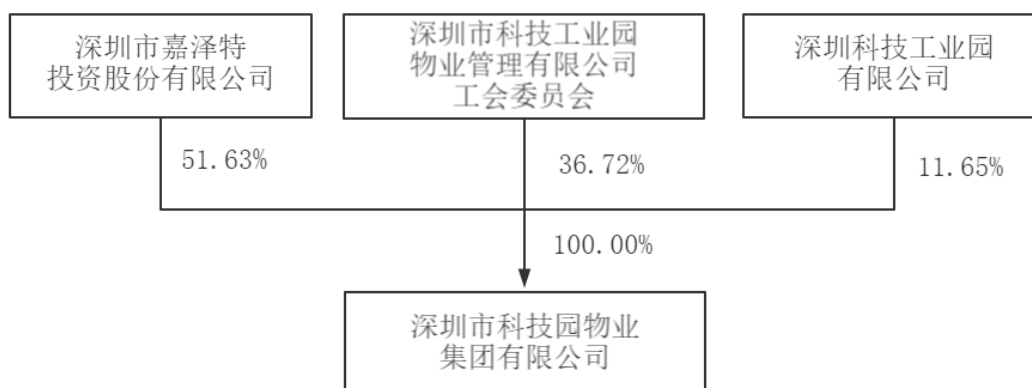 深圳市嘉泽特
投资股份有限公司
深圳市科技工业园
物业管理有限公司
工会委员会
深圳科技工业园
有限公司
51.63%
36.72%
11.65%
100.00%
深圳市科技园物业
集团有限公司